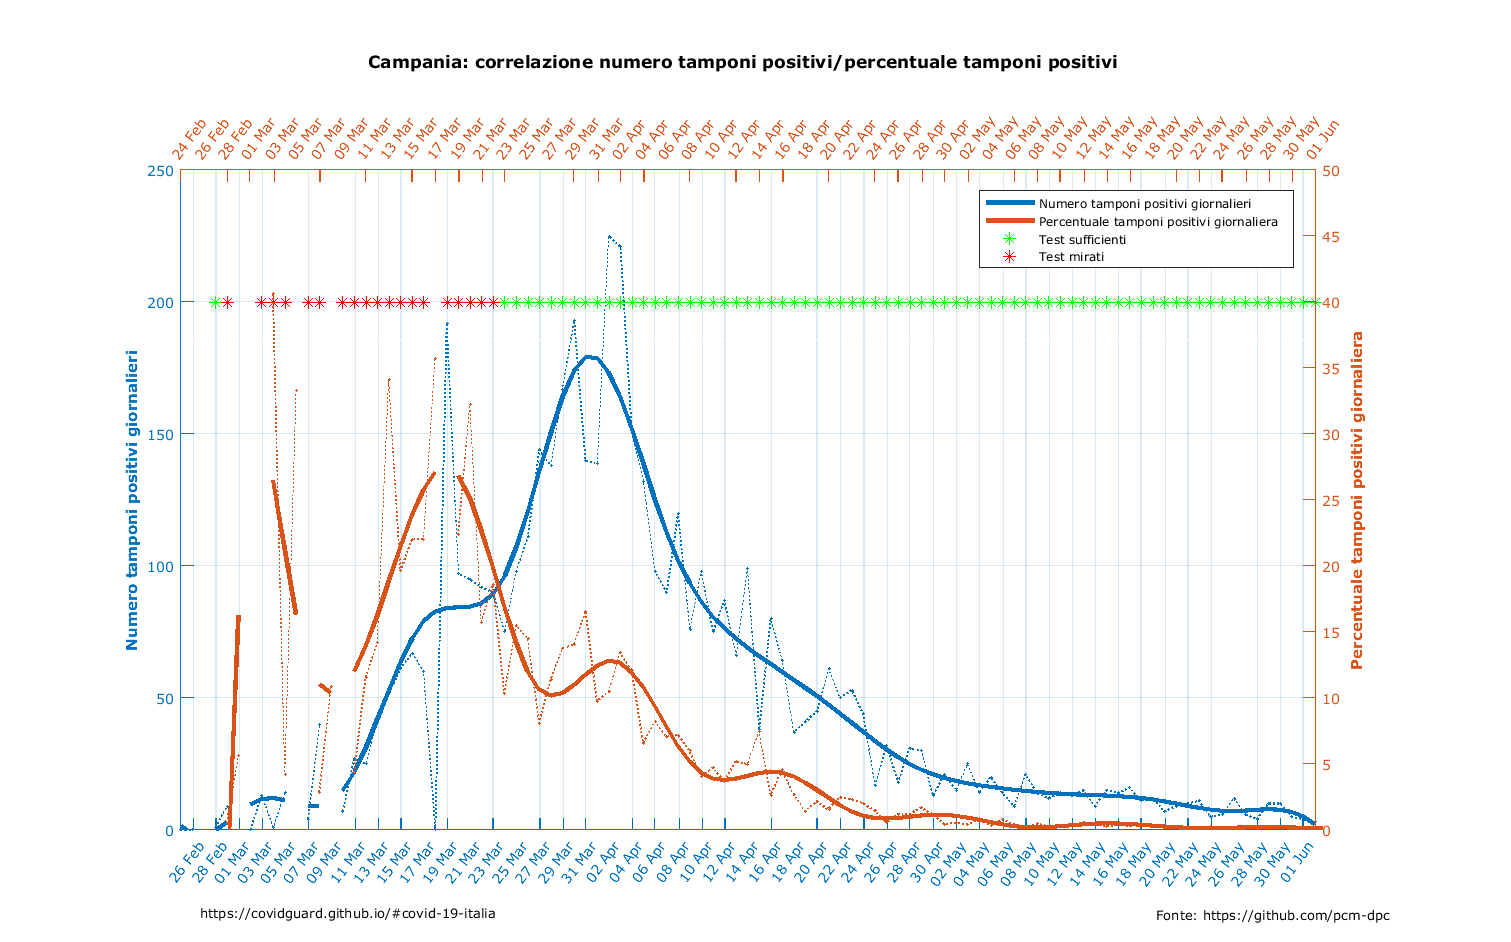 Campania: correlazione numero tamponi positivi/percentuale tamponi positivi
24 Feb 26 Feb 28 Feb 01 Mar 03 Mar 05 Mar 07 Mar 09 Mar 11 Mar 13 Mar 15 Mar 17 Mar 19 Mar 21 Mar 23 Mar 25 Mar 27 Mar 29 Mar 31 Mar 02 Apr 04 Apr 06 Apr 08 Apr 10 Apr 12 Apr 14 Apr 16 Apr 18 Apr 20 Apr 22 Apr 24 Apr 26 Apr 28 Apr 30 Apr 02 May 04 May 06 May 08 May 10 May 12 May 14 May 16 May 18 May 20 May 22 May 24 May 26 May 28 May 30 May 01 Jun
250
200
150
100
50
0
Numero tamponi positivi giornalieri
Numero tamponi positivi giornalieri
Percentuale tamponi positivi giornaliera
Test sufficienti
Test mirati
50
45
40
35
30
25
20
15
10
5
0
Percentuale tamponi positivi giornaliera
26 Feb 28 Feb 01 Mar 03 Mar 05 Mar 07 Mar 09 Mar 11 Mar 13 Mar 15 Mar 17 Mar 19 Mar 21 Mar 23 Mar 25 Mar 27 Mar 29 Mar 31 Mar 02 Apr 04 Apr 06 Apr 08 Apr 10 Apr 12 Apr 14 Apr 16 Apr 18 Apr 20 Apr 22 Apr 24 Apr 26 Apr 28 Apr 30 Apr 02 May 04 May 06 May 08 May 10 May 12 May 14 May 16 May 18 May 20 May 22 May 24 May 26 May 28 May 30 May 01 Jun
https://covidguard.github.io/#covid-19-italia
Fonte: https://github.com/pcm-dpc